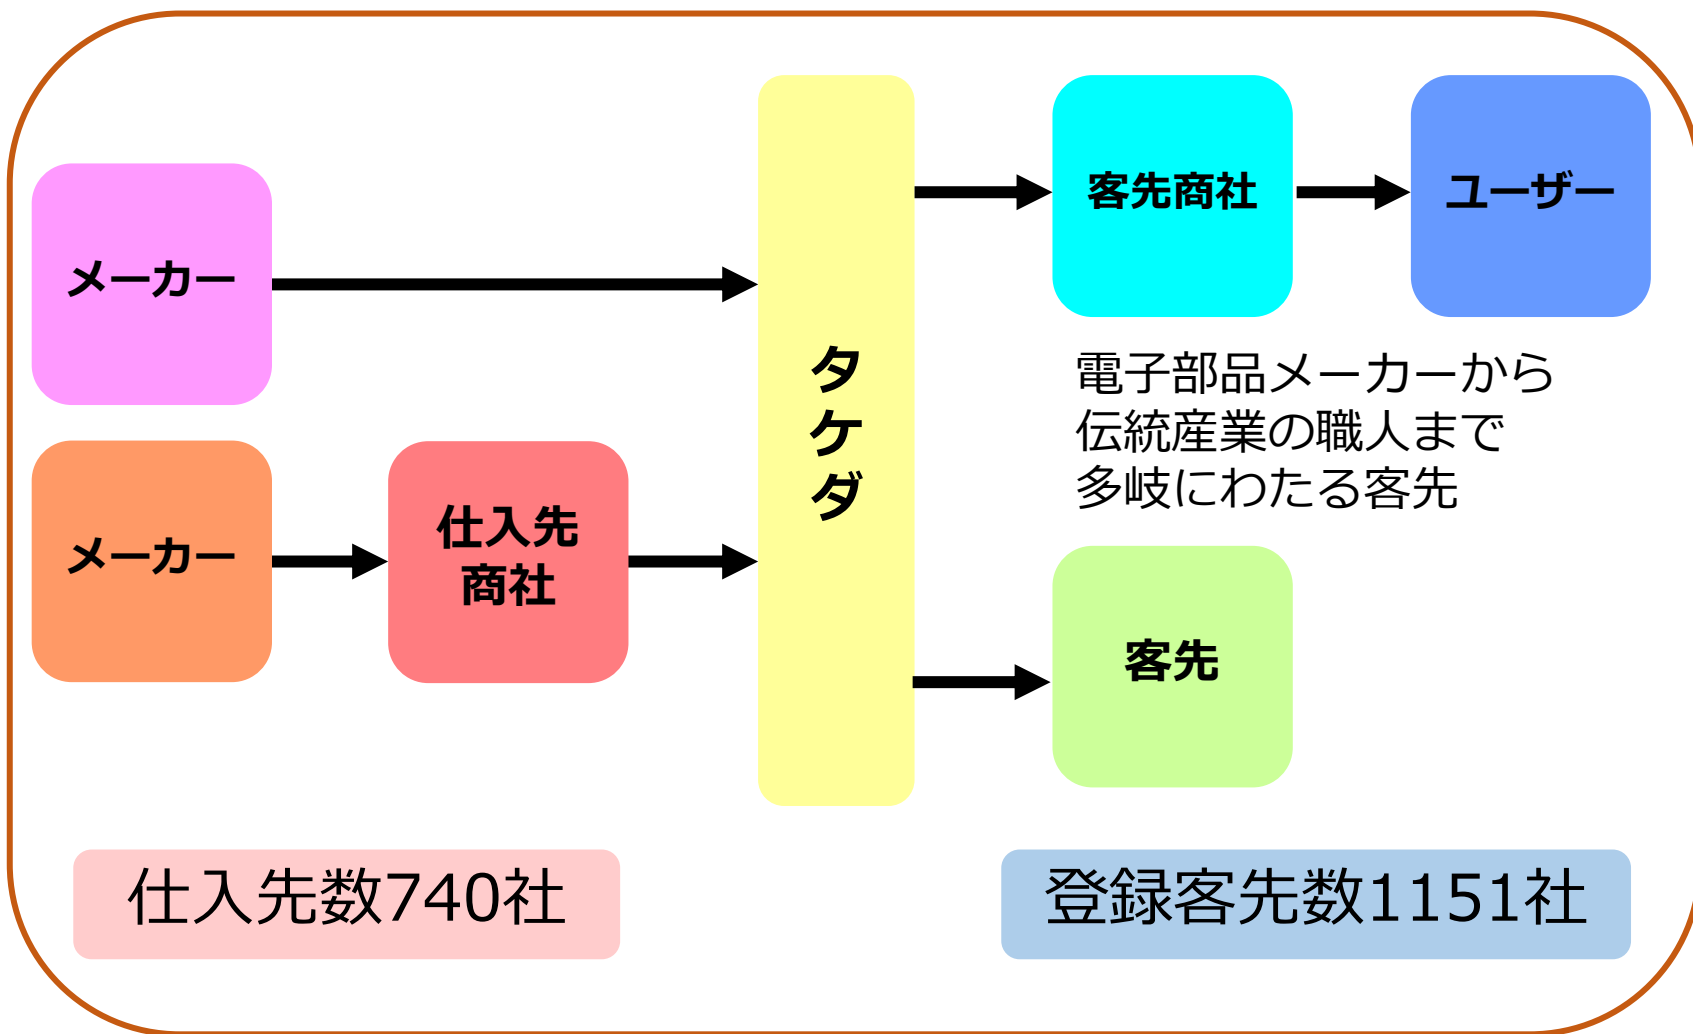 メーカー
メーカー
仕入先
商社
タケダ
客先商社
ユーザー
電子部品メーカーから
伝統産業の職人まで
多岐にわたる客先
客先
仕入先数740社
登録客先数1151社